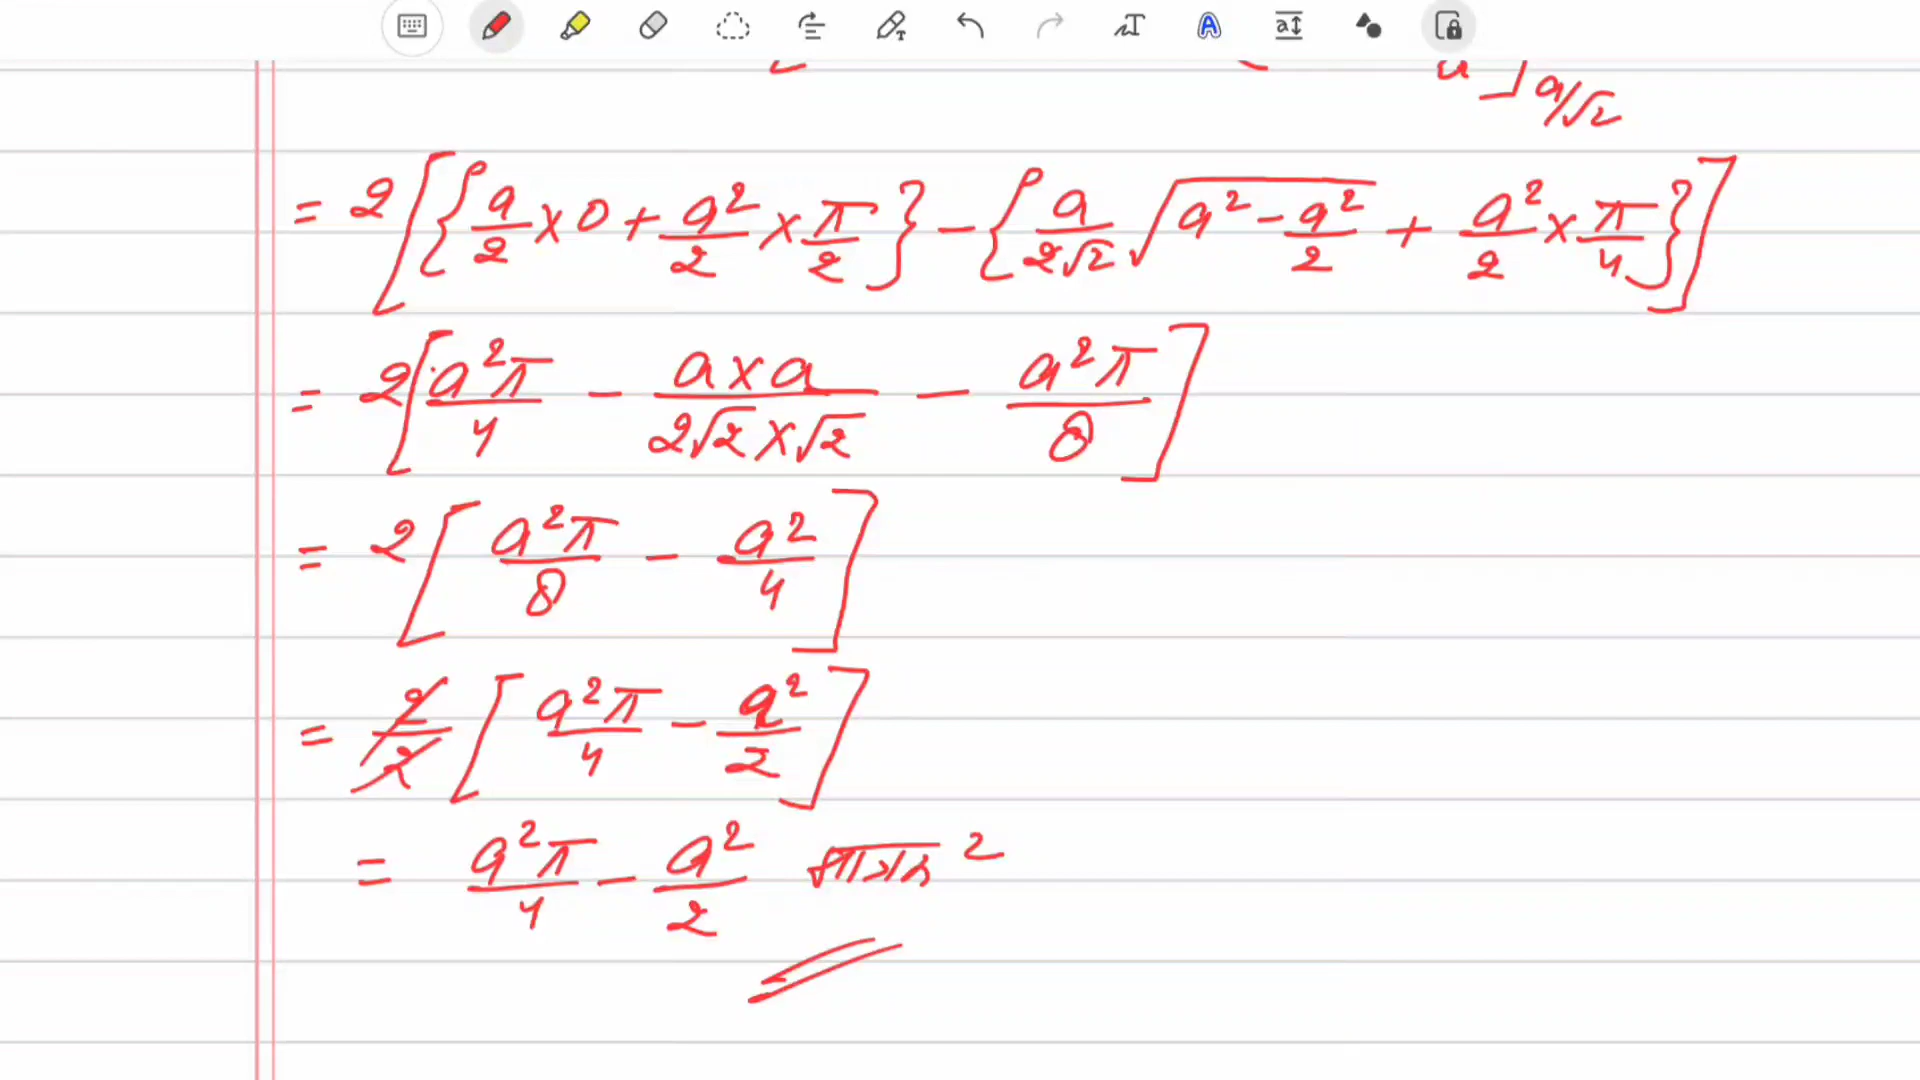 a/√2
= 2[{a/2 × 0 + a²/2 × π/2} - {a/2√2 √(a² - a²/2) + a²/2 × π/4}]
= 2[a²π/4 - a×a/2√2×√2 - a²π/8]
= 2[a²π/8 - a²/4]
= 2/2[a²π/4 - a²/2]
= a²π/4 - a²/2